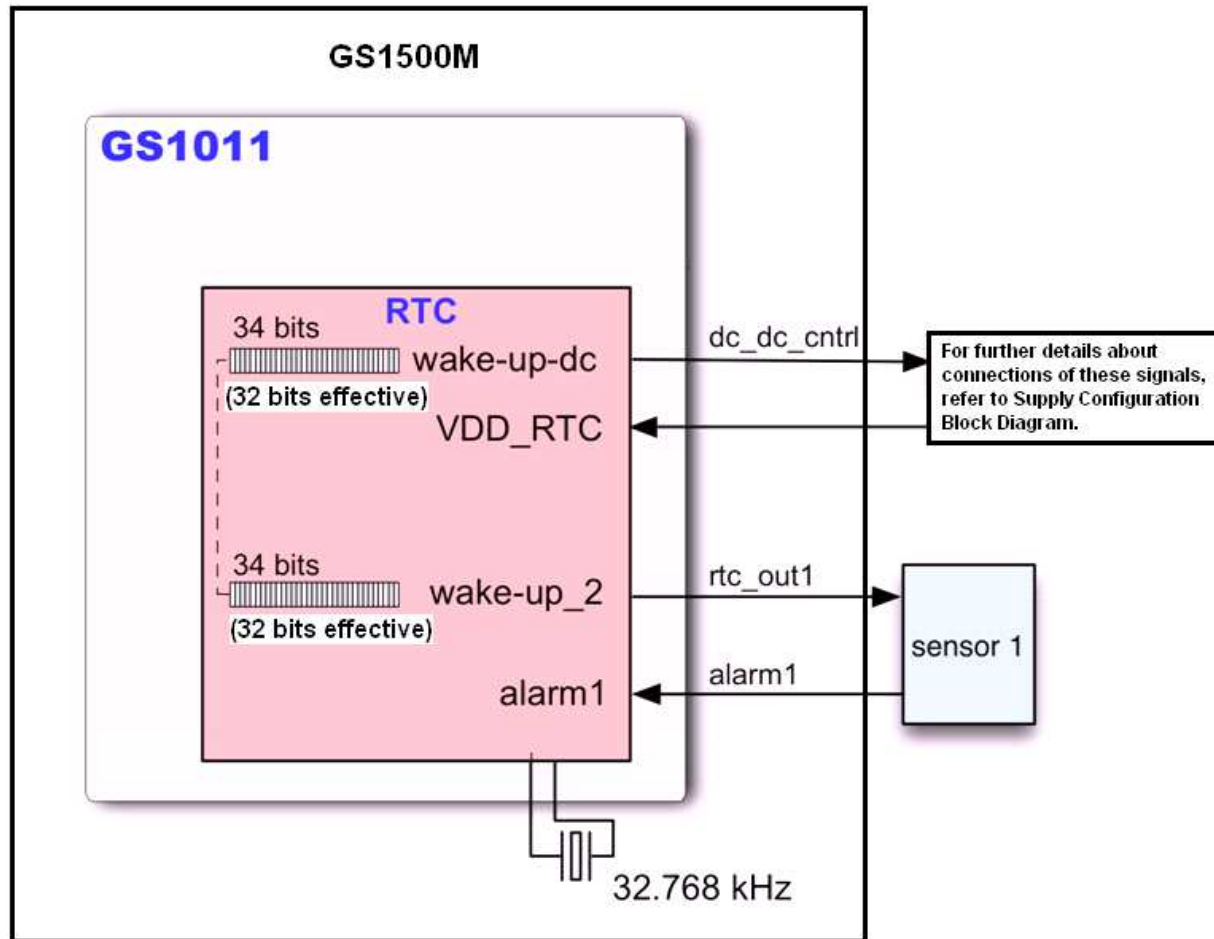 GS1500M
GS1011
RTC
34 bits
wake-up-dc
(32 bits effective)
VDD_RTC
34 bits
wake-up_2
(32 bits effective)
alarm1
dc_dc_cntrl
For further details about
connections of these signals,
refer to Supply Configuration
Block Diagram.
rtc_out1
alarm1
sensor 1
32.768 kHz